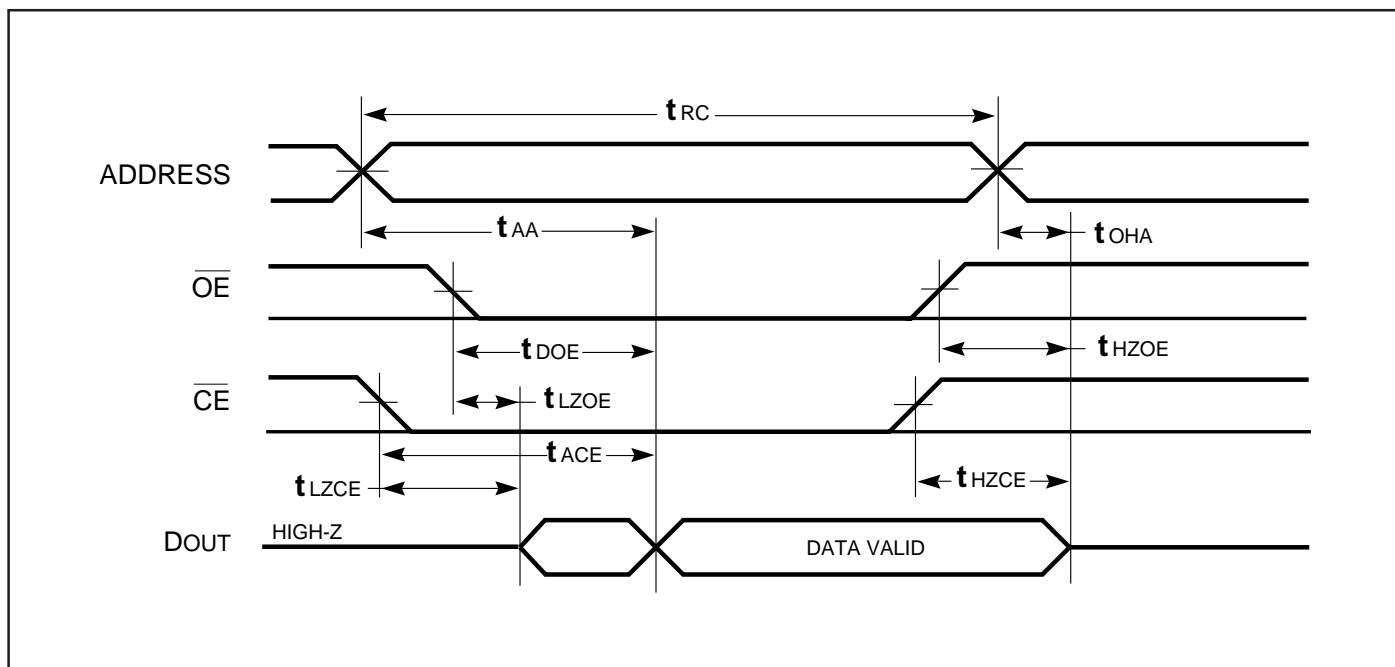 tRC
ADDRESS
tAA
tOHA
OE
tDOE
tHZOE
CE
tLZOE
tACE
tLZCE
tHZCE
DOUT
HIGH-Z
DATA VALID